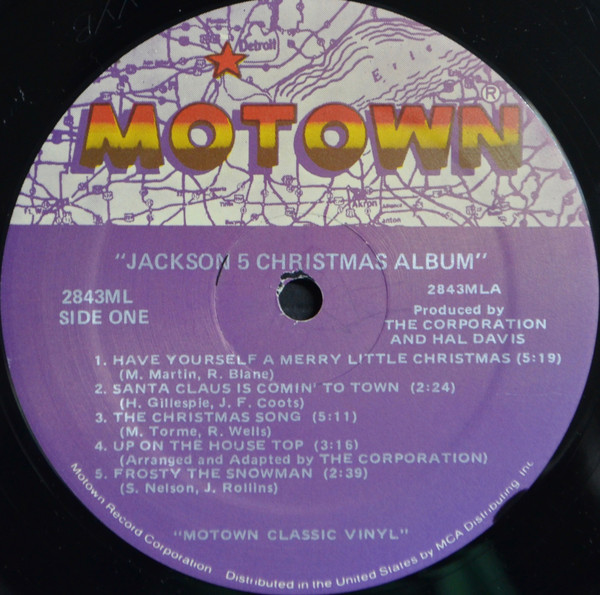 Detroit
Erie
MOTOWN®
Akron
Canton
"JACKSON 5 CHRISTMAS ALBUM"
2843ML
SIDE ONE
2843MLA
Produced by
THE CORPORATION
AND HAL DAVIS
1. HAVE YOURSELF A MERRY LITTLE CHRISTMAS (5:19)
(M. Martin, R. Blane)
2. SANTA CLAUS IS COMIN' TO TOWN (2:24)
(H. Gillespie, J. F. Coots)
3. THE CHRISTMAS SONG (5:11)
(M. Torme, R. Wells)
4. UP ON THE HOUSE TOP (3:16)
(Arranged and Adapted by THE CORPORATION)
5. FROSTY THE SNOWMAN (2:39)
(S. Nelson, J. Rollins)
"MOTOWN CLASSIC VINYL"
Motown Record Corporation Distributed in the United States by MCA Distributing, Inc